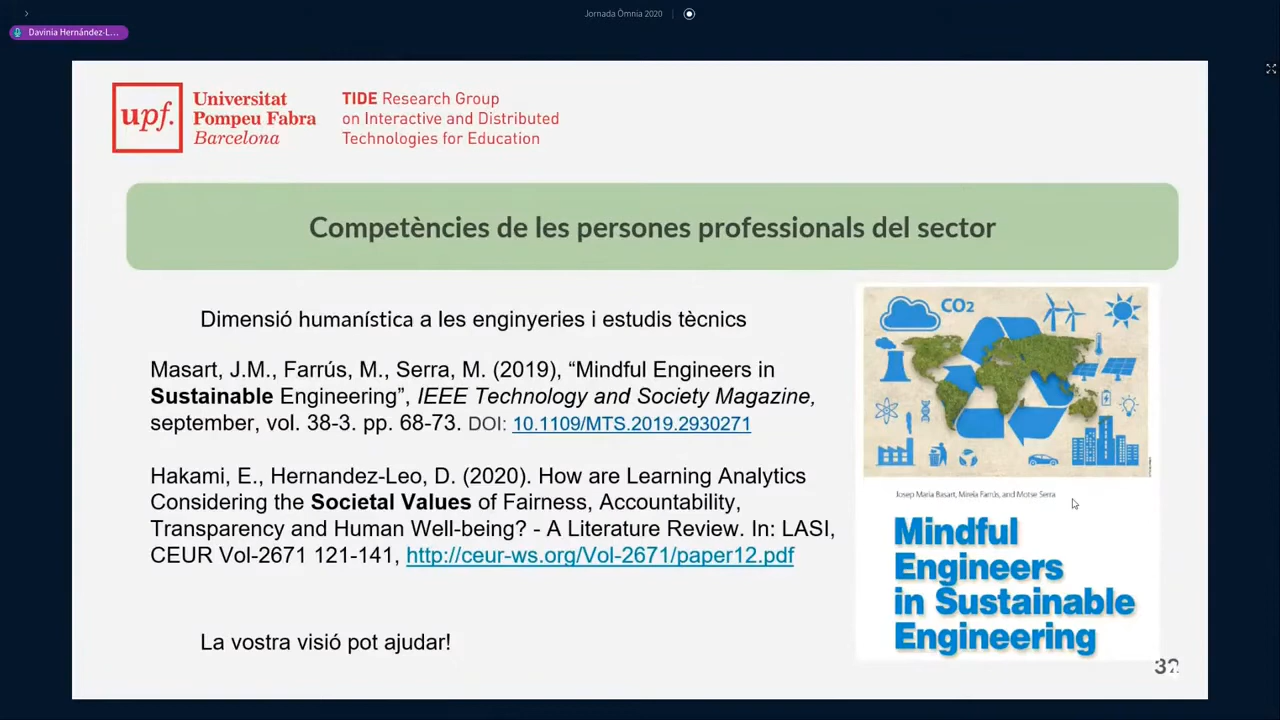 Jornada Òmnia 2020
Davinia Hernández-L...
upf.
Universitat
Pompeu Fabra
Barcelona
TIDE Research Group
on Interactive and Distributed
Technologies for Education
Competències de les persones professionals del sector
Dimensió humanística a les enginyeries i estudis tècnics
Masart, J.M., Farrús, M., Serra, M. (2019), “Mindful Engineers in
Sustainable Engineering”, IEEE Technology and Society Magazine,
september, vol. 38-3. pp. 68-73. DOI: 10.1109/MTS.2019.2930271
Hakami, E., Hernandez-Leo, D. (2020). How are Learning Analytics
Considering the Societal Values of Fairness, Accountability,
Transparency and Human Well-being? - A Literature Review. In: LASI,
CEUR Vol-2671 121-141, http://ceur-ws.org/Vol-2671/paper12.pdf
La vostra visió pot ajudar!
CO2
Josep Maria Basart, Mireia Farrús, and Montse Serra
Mindful
Engineers
in Sustainable
Engineering
32